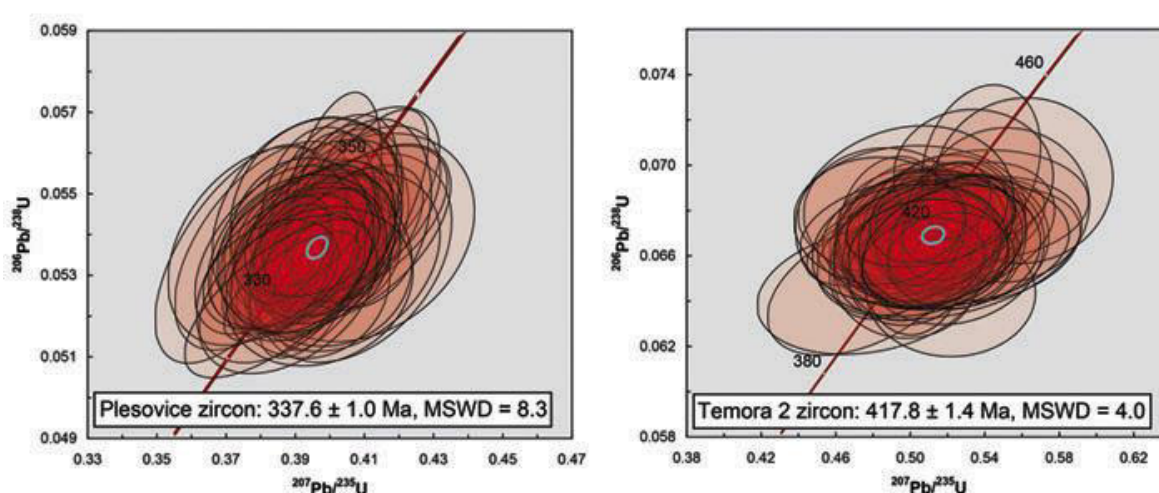 0.059
0.057
0.055
0.053
0.051
0.049
²⁰⁶Pb/²³⁸U
350
330
Plesovice zircon: 337.6 ± 1.0 Ma, MSWD = 8.3
0.33 0.35 0.37 0.39 0.41 0.43 0.45 0.47
²⁰⁷Pb/²³⁵U
0.074
0.070
0.066
0.062
0.058
²⁰⁶Pb/²³⁸U
460
420
380
Temora 2 zircon: 417.8 ± 1.4 Ma, MSWD = 4.0
0.38 0.42 0.46 0.50 0.54 0.58 0.62
²⁰⁷Pb/²³⁵U